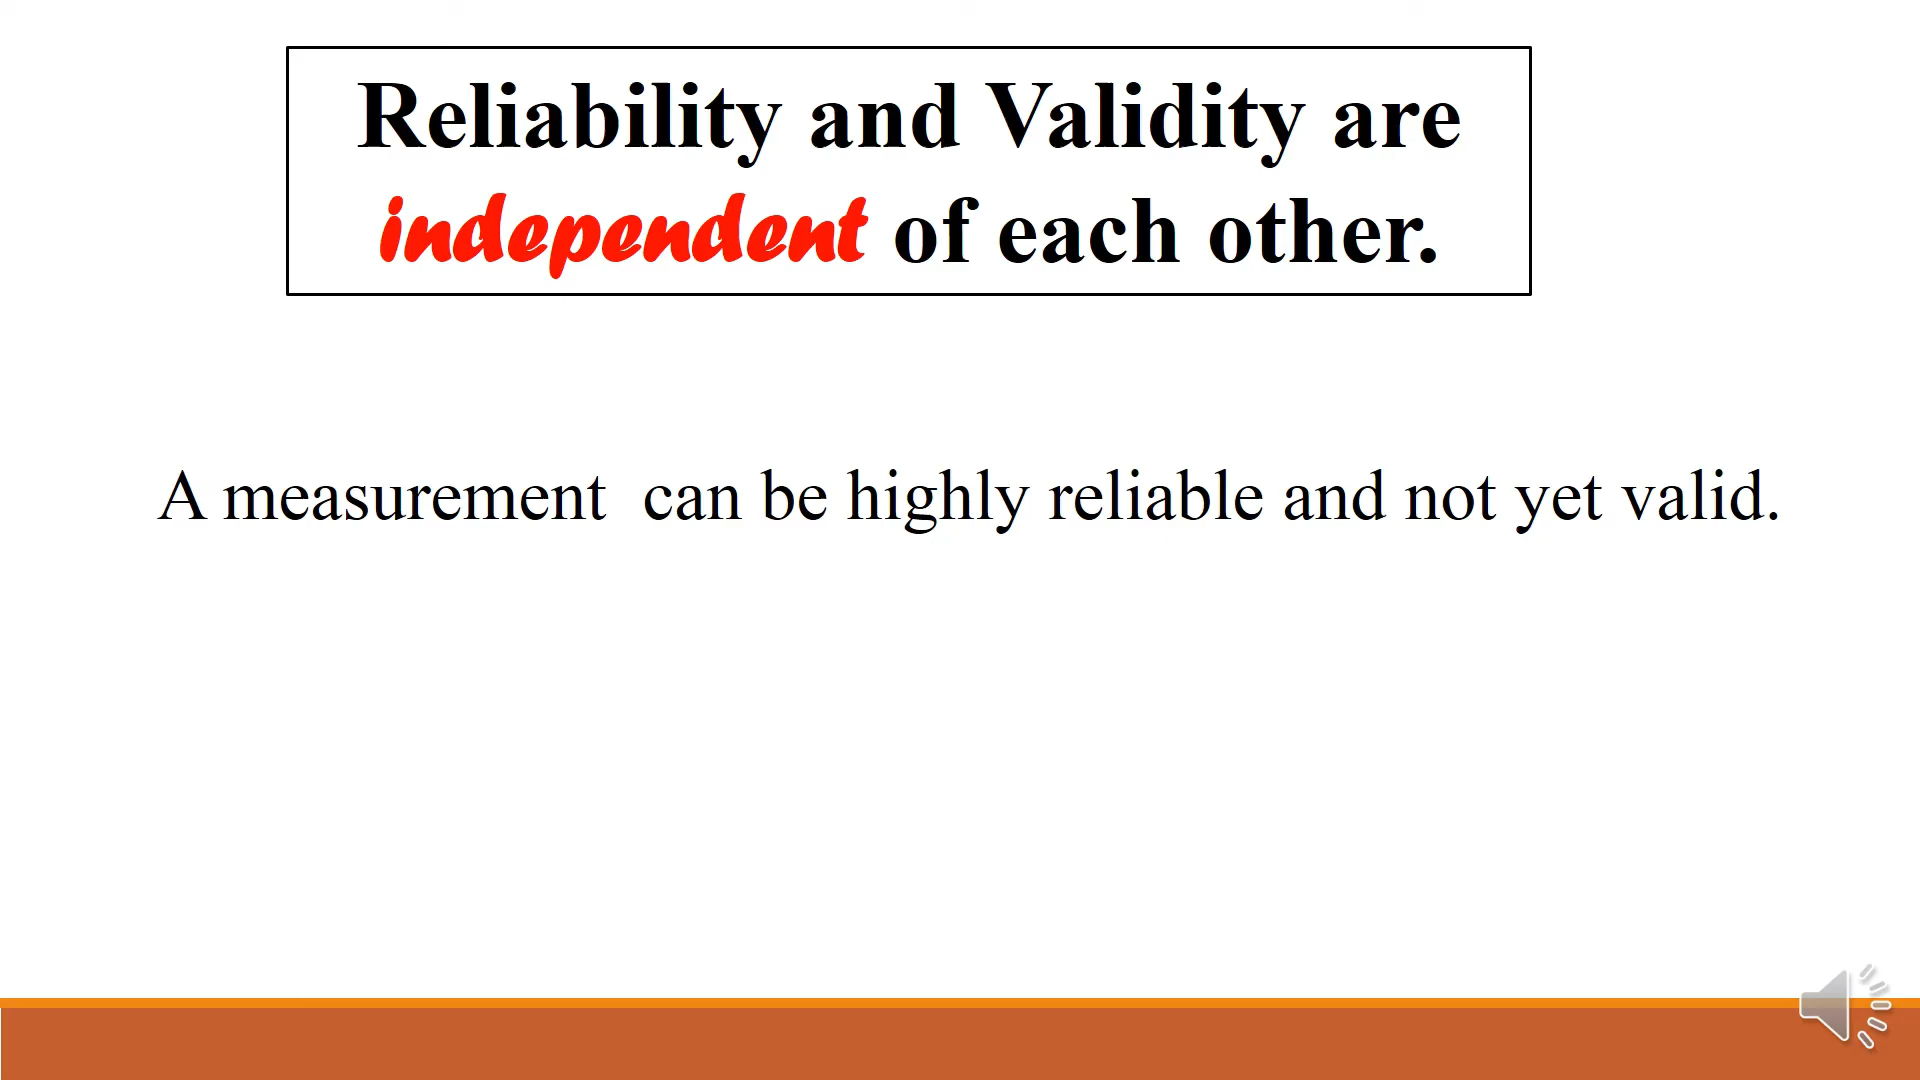 Reliability and Validity are
independent of each other.
A measurement  can be highly reliable and not yet valid.